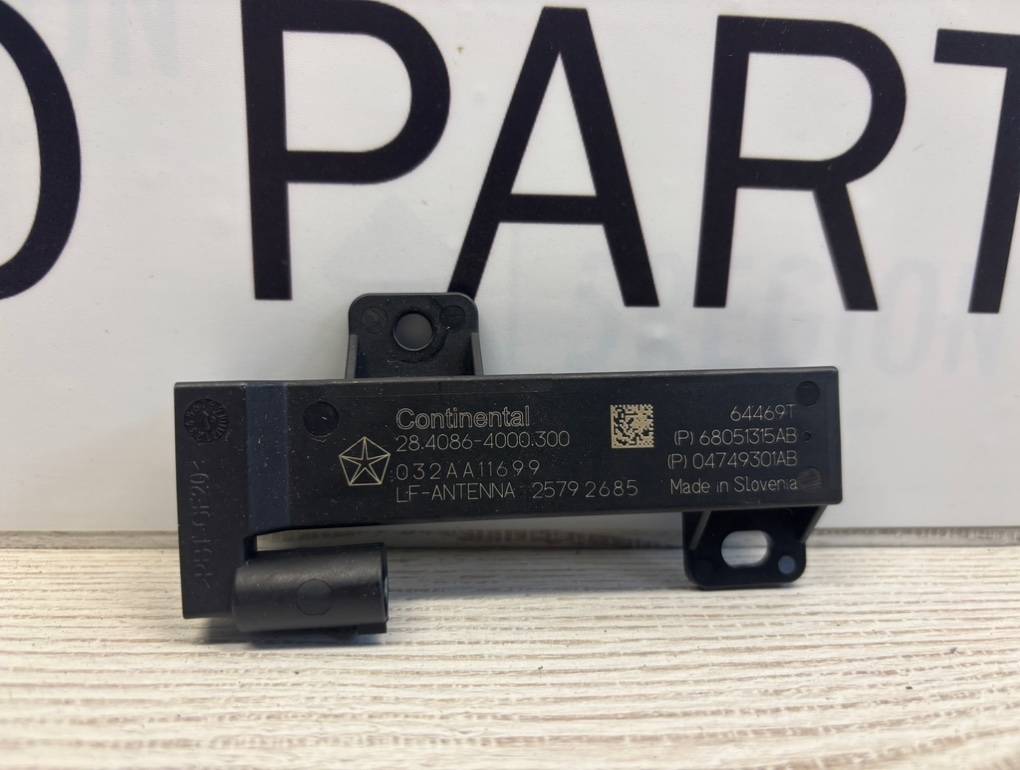 PART
Continental
28.4086-4000.300
032AA11699
LF-ANTENNA 2579 2685
64469T
(P) 68051315AB
(P) 04749301AB
Made in Slovenia